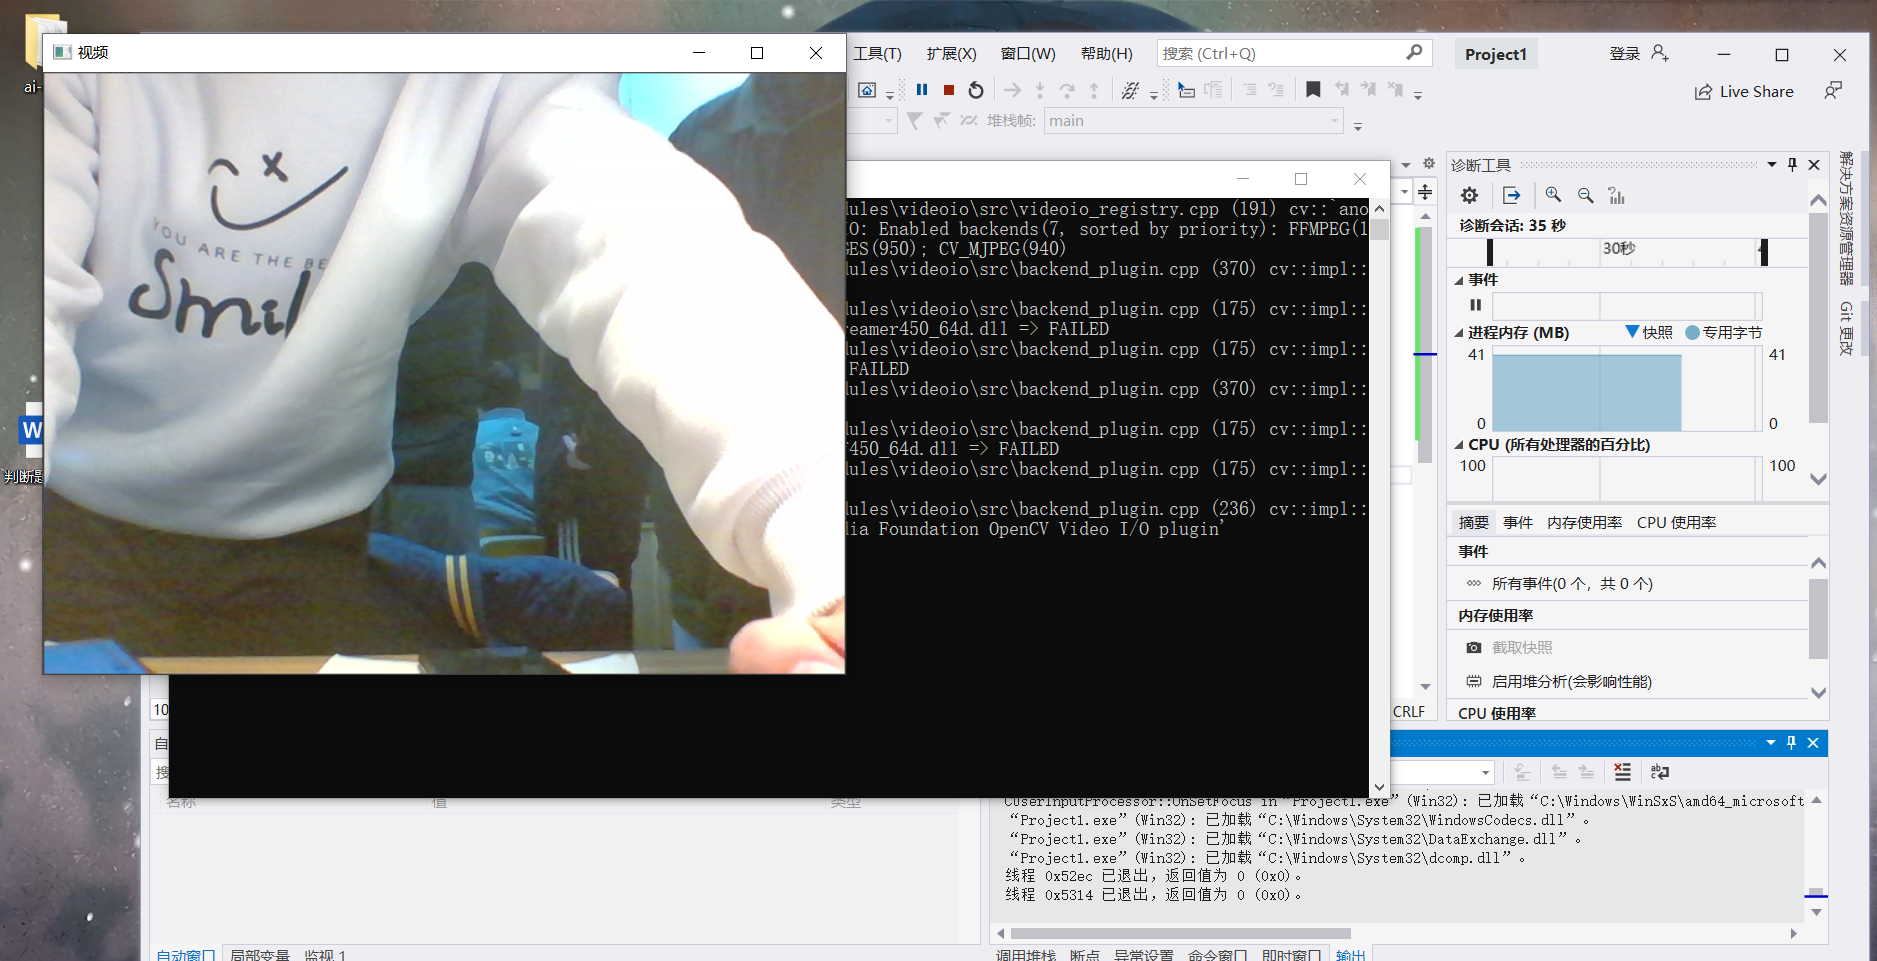 视频
ai-
判断是
工具(T) 扩展(X) 窗口(W) 帮助(H) 搜索 (Ctrl+Q) Project1 登录
Live Share
堆栈帧: main
YOU ARE THE BE
Smil
dules\videoio\src\videoio_registry.cpp (191) cv::`ano
IO: Enabled backends(7, sorted by priority): FFMPEG(1
GES(950); CV_MJPEG(940)
dules\videoio\src\backend_plugin.cpp (370) cv::impl::
dules\videoio\src\backend_plugin.cpp (175) cv::impl::
reamer450_64d.dll => FAILED
dules\videoio\src\backend_plugin.cpp (175) cv::impl::
FAILED
dules\videoio\src\backend_plugin.cpp (370) cv::impl::
dules\videoio\src\backend_plugin.cpp (175) cv::impl::
f450_64d.dll => FAILED
dules\videoio\src\backend_plugin.cpp (175) cv::impl::
dules\videoio\src\backend_plugin.cpp (236) cv::impl::
dia Foundation OpenCV Video I/O plugin'
CRLF
10
诊断工具
诊断会话: 35 秒
30秒
事件
进程内存 (MB) 快照 专用字节
41 41
0 0
CPU (所有处理器的百分比)
100 100
摘要 事件 内存使用率 CPU 使用率
事件
所有事件(0 个，共 0 个)
内存使用率
截取快照
启用堆分析(会影响性能)
CPU 使用率
解决方案资源管理器
Git 更改
自
搜
名称 值 类型
自动窗口 局部变量 监视 1
CUserInputProcessor::OnSetFocus in “Project1.exe”(Win32): 已加载“C:\Windows\WinSxS\amd64_microsoft
“Project1.exe”(Win32): 已加载“C:\Windows\System32\WindowsCodecs.dll”。
“Project1.exe”(Win32): 已加载“C:\Windows\System32\DataExchange.dll”。
“Project1.exe”(Win32): 已加载“C:\Windows\System32\dcomp.dll”。
线程 0x52ec 已退出，返回值为 0 (0x0)。
线程 0x5314 已退出，返回值为 0 (0x0)。
调用堆栈 断点 异常设置 命令窗口 即时窗口 输出